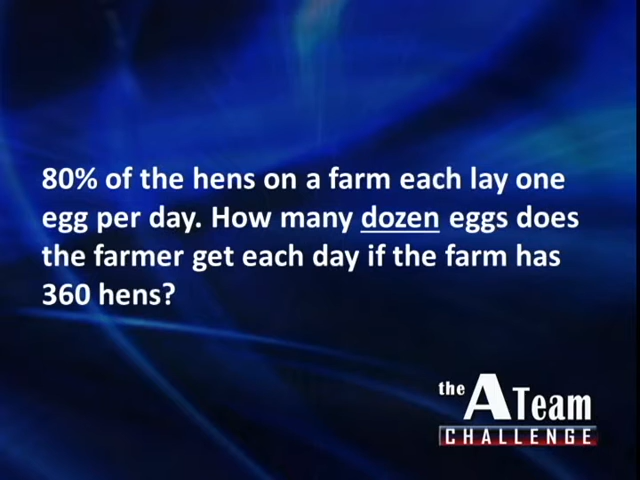 80% of the hens on a farm each lay one
egg per day. How many dozen eggs does
the farmer get each day if the farm has
360 hens?
the A Team
CHALLENGE